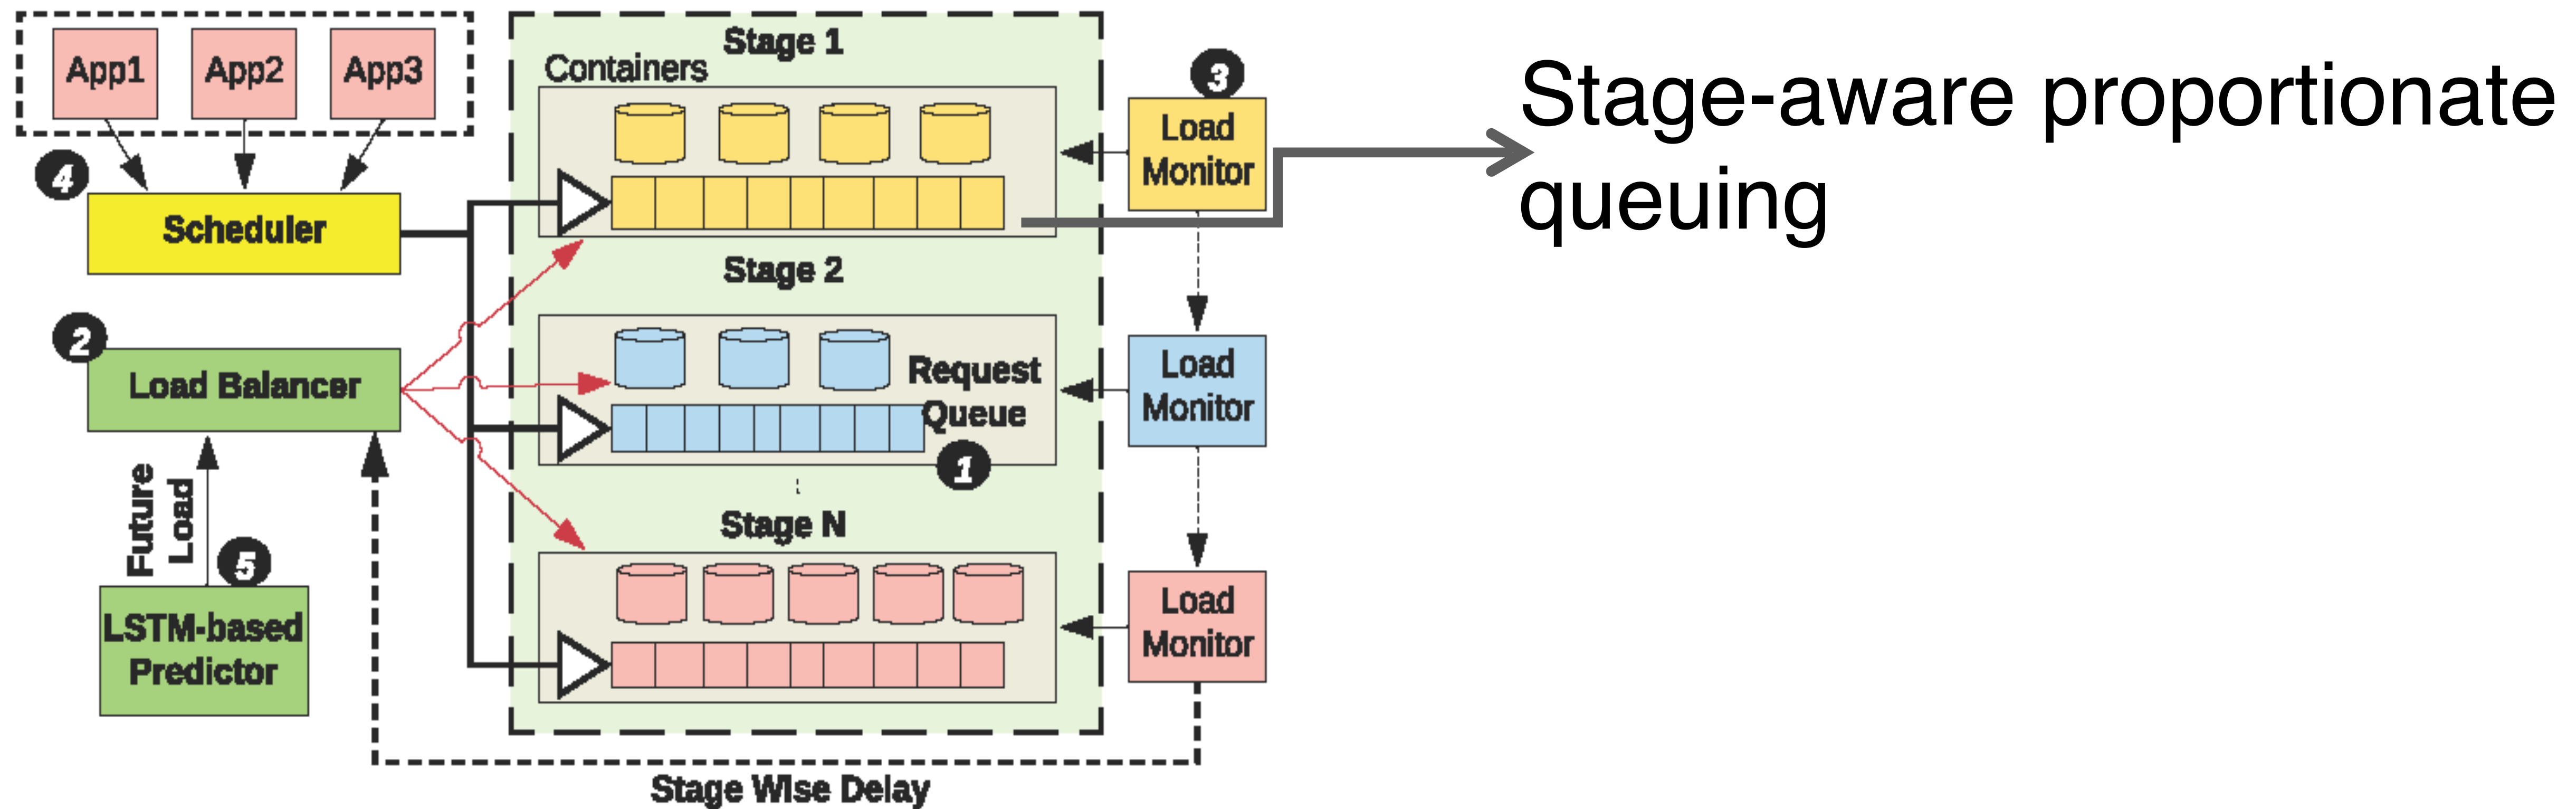 App1
App2
App3
4
Scheduler
2
Load Balancer
Future
Load
5
LSTM-based
Predictor
Stage 1
Containers
Stage 2
Request
Queue
1
Stage N
3
Load
Monitor
Load
Monitor
Load
Monitor
Stage WIse Delay
Stage-aware proportionate
queuing